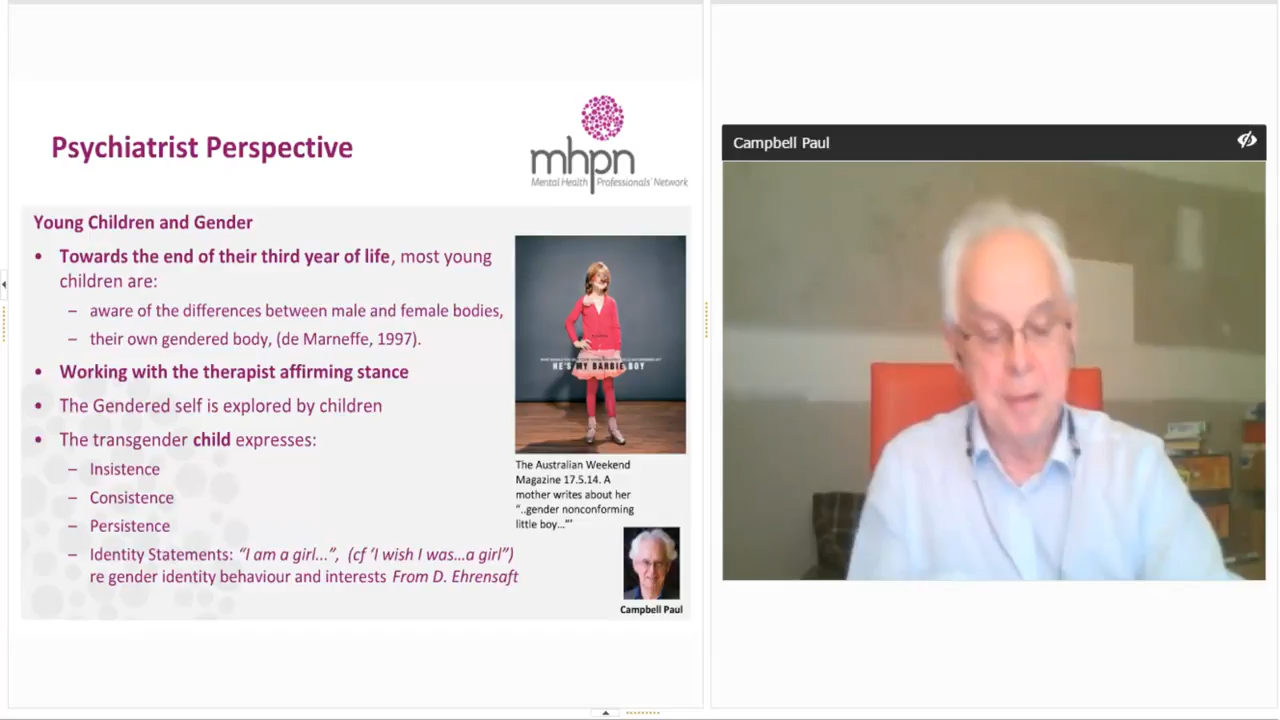 Psychiatrist Perspective
mhpn
Mental Health Professionals' Network
Young Children and Gender
• Towards the end of their third year of life, most young
children are:
– aware of the differences between male and female bodies,
– their own gendered body, (de Marneffe, 1997).
• Working with the therapist affirming stance
• The Gendered self is explored by children
• The transgender child expresses:
– Insistence
– Consistence
– Persistence
– Identity Statements: "I am a girl...", (cf 'I wish I was…a girl")
re gender identity behaviour and interests From D. Ehrensaft
HE'S MY BARBIE BOY
The Australian Weekend
Magazine 17.5.14. A
mother writes about her
"..gender nonconforming
little boy…"'
Campbell Paul
Campbell Paul